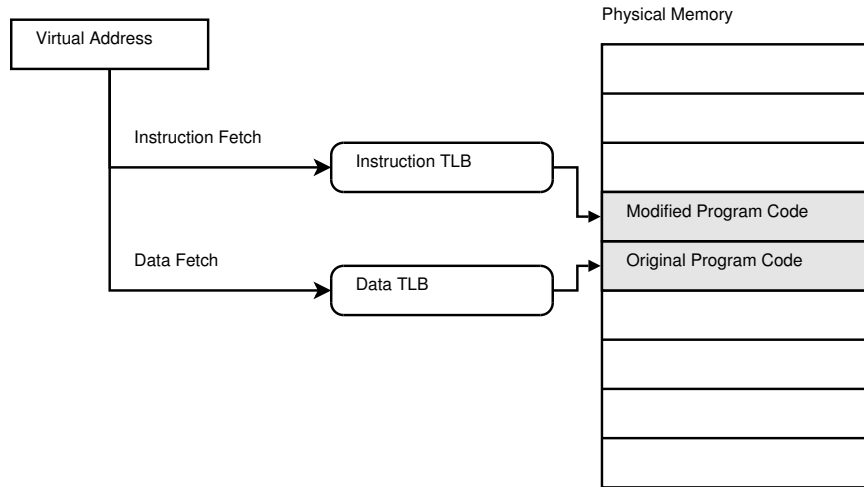 Physical Memory
Virtual Address
Instruction Fetch
Instruction TLB
Modified Program Code
Data Fetch
Original Program Code
Data TLB